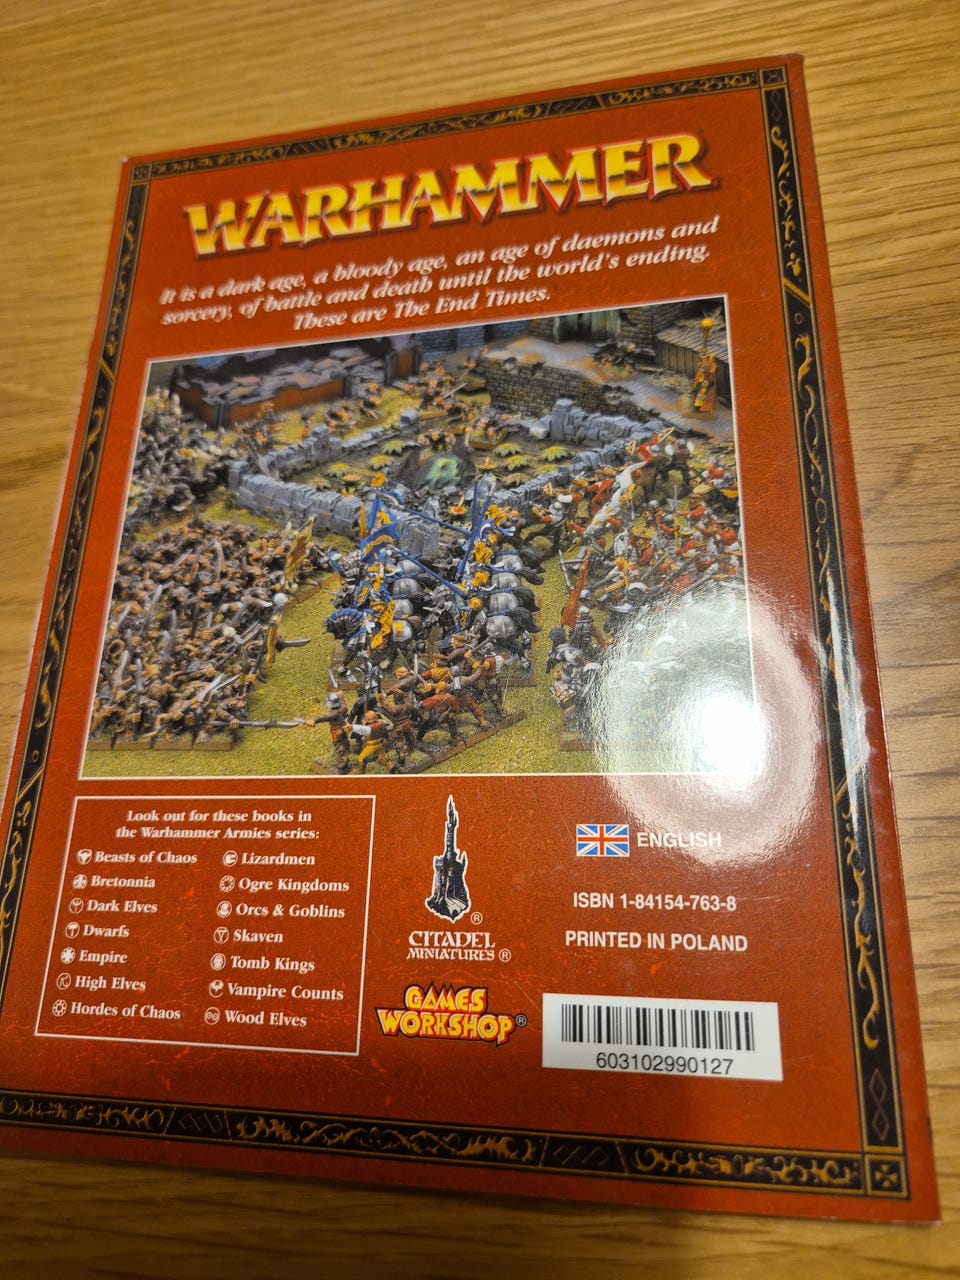 WARHAMMER
It is a dark age, a bloody age, an age of daemons and
sorcery, of battle and death until the world's ending.
These are The End Times.
Look out for these books in
the Warhammer Armies series:
Beasts of Chaos
Bretonnia
Dark Elves
Dwarfs
Empire
High Elves
Hordes of Chaos
Lizardmen
Ogre Kingdoms
Orcs & Goblins
Skaven
Tomb Kings
Vampire Counts
Wood Elves
CITADEL
MINIATURES®
GAMES
WORKSHOP®
ENGLISH
ISBN 1-84154-763-8
PRINTED IN POLAND
603102990127